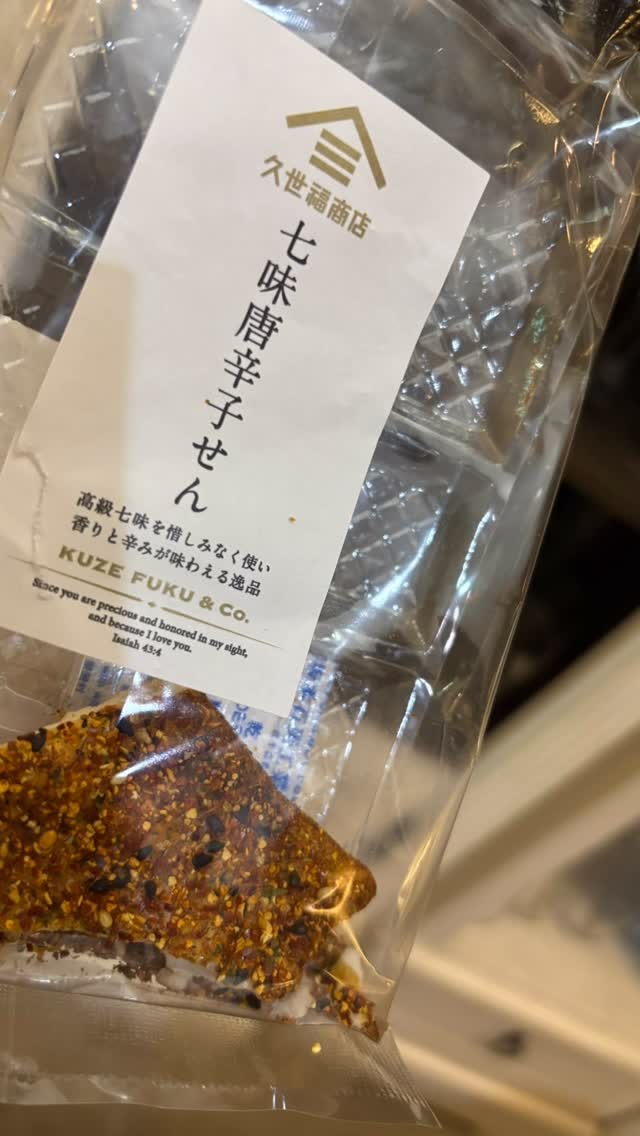 久世福商店
七味唐辛子せん
高級七味を惜しみなく使い
香りと辛みが味わえる逸品
KUZE FUKU & Co.
Since you are precious and honored in my sight,
and because I love you.
Isaiah 43:4